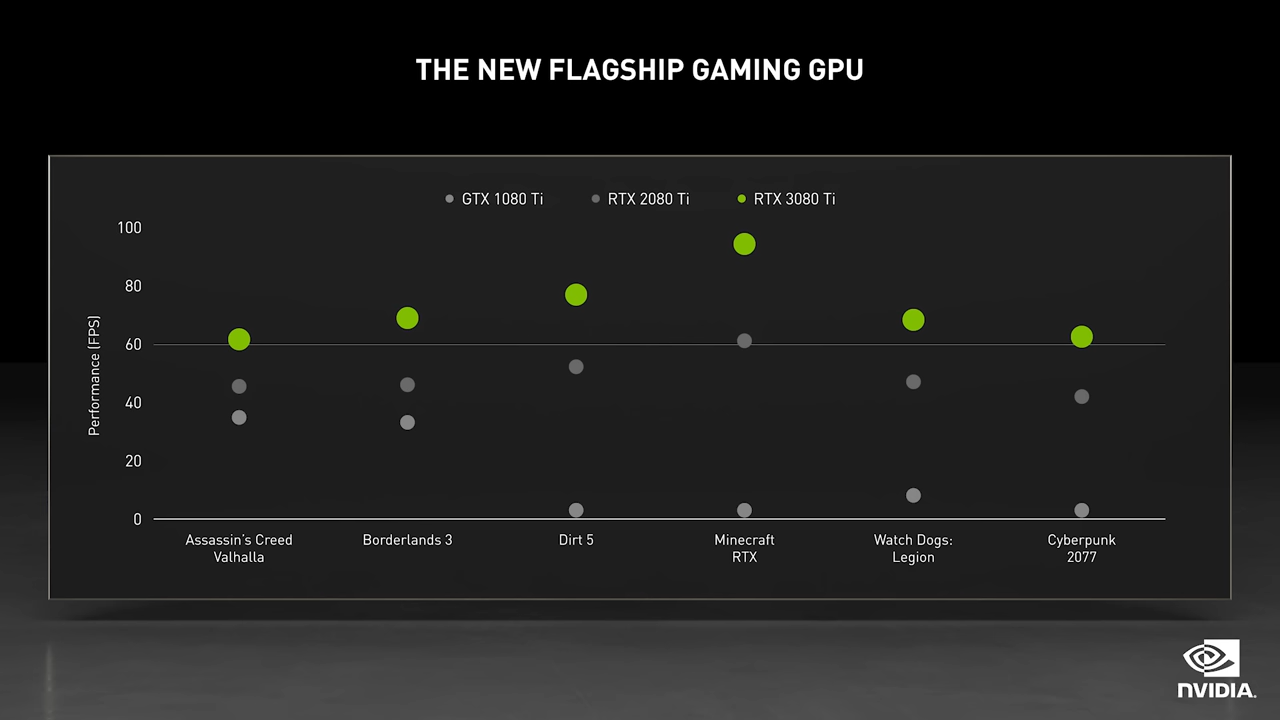 THE NEW FLAGSHIP GAMING GPU
GTX 1080 Ti
RTX 2080 Ti
RTX 3080 Ti
Performance (FPS)
100
80
60
40
20
0
Assassin's Creed
Valhalla
Borderlands 3
Dirt 5
Minecraft
RTX
Watch Dogs:
Legion
Cyberpunk
2077
NVIDIA.